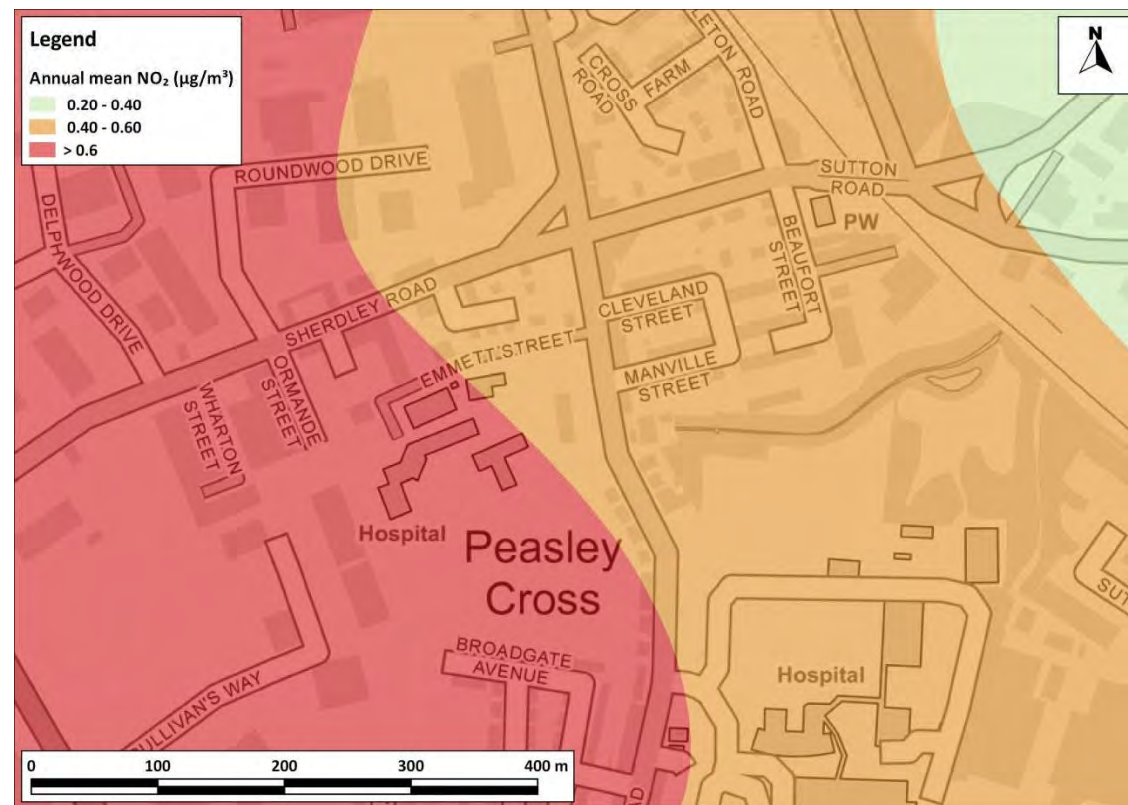 Legend
Annual mean NO₂ (µg/m³)
0.20 - 0.40
0.40 - 0.60
> 0.6
N
LETON ROAD
CROSS
ROAD
FARM
ROUNDWOOD DRIVE
SUTTON
ROAD
PW
DELPHWOOD DRIVE
BEAUFORT
STREET
SHERDLEY ROAD
CLEVELAND
STREET
EMMETT STREET
MANVILLE
STREET
ORMANDE
STREET
WHARTON
STREET
Hospital
Peasley
Cross
SUT
BROADGATE
AVENUE
Hospital
SULLIVAN'S WAY
0 100 200 300 400 m
AD